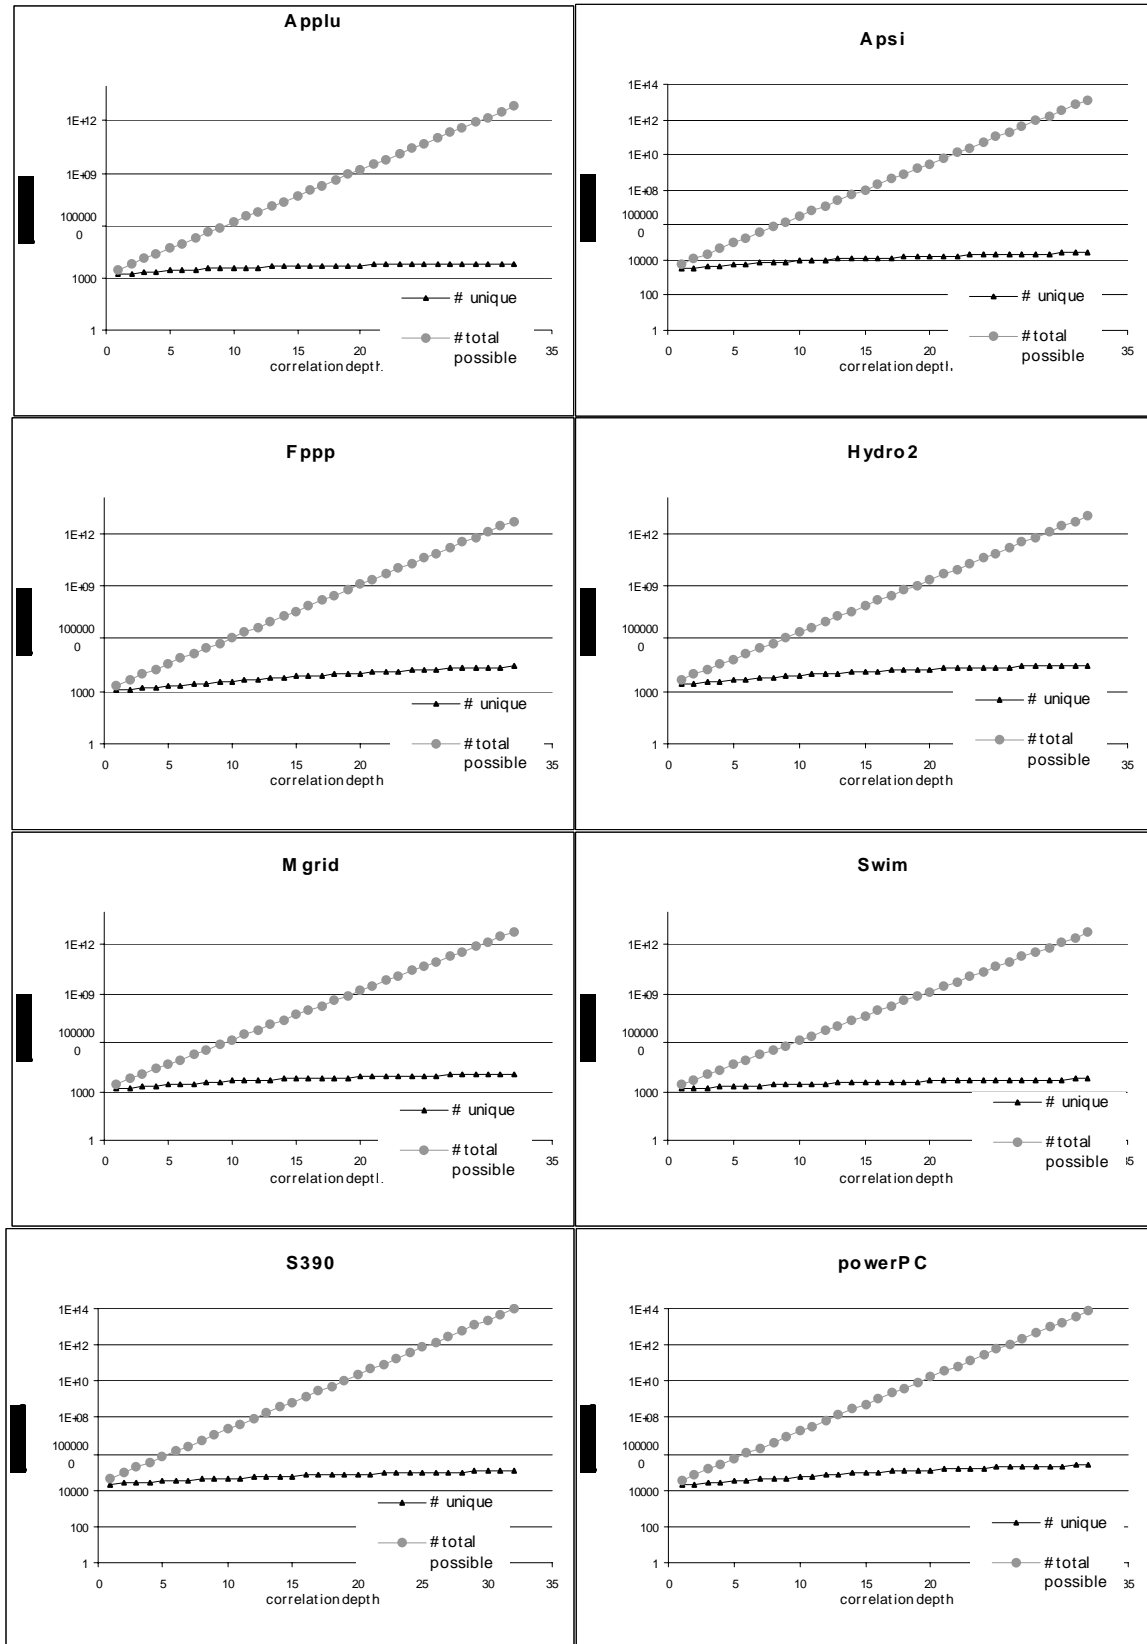 Applu
1E+12
1E+09
100000
0
1000
1
0 5 10 15 20 35
correlation depth.
# unique
# total
possible
Apsi
1E+14
1E+12
1E+10
1E+08
100000
0
10000
100
1
0 5 10 15 20 35
correlation depth.
# unique
# total
possible
Fppp
1E+12
1E+09
100000
0
1000
1
0 5 10 15 20 35
correlation depth
# unique
# total
possible
Hydro2
1E+12
1E+09
100000
0
1000
1
0 5 10 15 20 35
correlation depth
# unique
# total
possible
Mgrid
1E+12
1E+09
100000
0
1000
1
0 5 10 15 20 35
correlation depth.
# unique
# total
possible
Swim
1E+12
1E+09
100000
0
1000
1
0 5 10 15 20 35
correlation depth
# unique
# total
possible
S390
1E+14
1E+12
1E+10
1E+08
100000
0
10000
100
1
0 5 10 15 20 25 30 35
correlation depth
# unique
# total
possible
powerPC
1E+14
1E+12
1E+10
1E+08
100000
0
10000
100
1
0 5 10 15 20 35
correlation depth
# unique
# total
possible